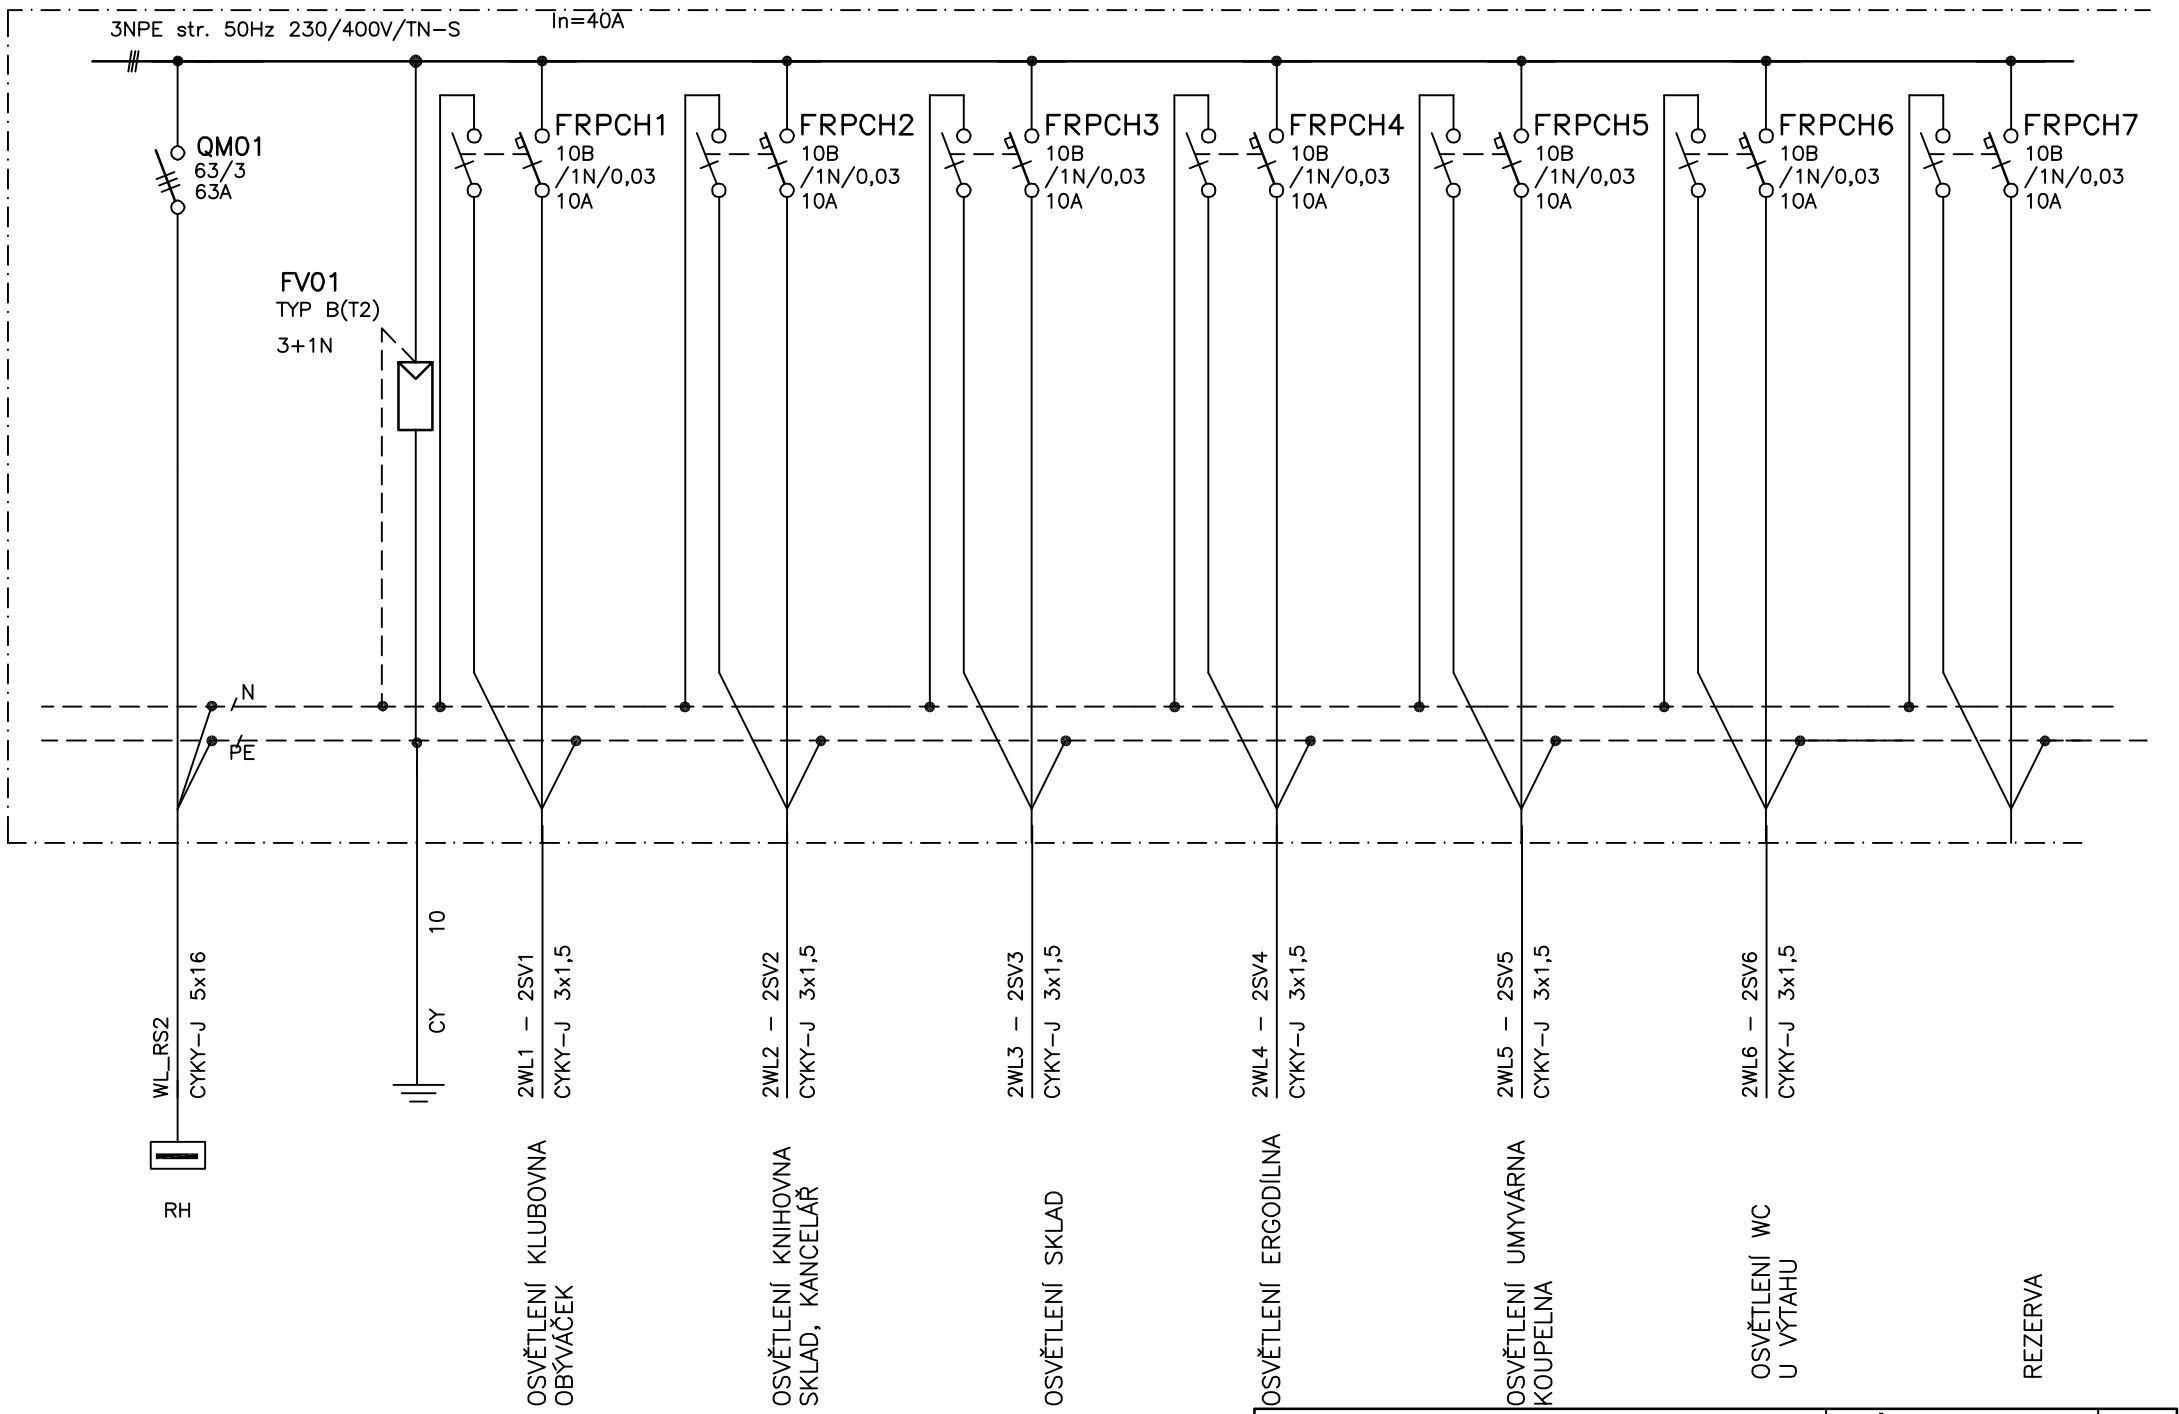 3NPE str. 50Hz 230/400V/TN-S
In=40A
QM01
63/3
63A
FV01
TYP B(T2)
3+1N
FRPCH1
10B
/1N/0,03
10A
FRPCH2
10B
/1N/0,03
10A
FRPCH3
10B
/1N/0,03
10A
FRPCH4
10B
/1N/0,03
10A
FRPCH5
10B
/1N/0,03
10A
FRPCH6
10B
/1N/0,03
10A
FRPCH7
10B
/1N/0,03
10A
N
PE
WL_RS2
CYKY-J 5x16
RH
CY 10
2WL1 - 2SV1
CYKY-J 3x1,5
OSVĚTLENÍ KLUBOVNA
OBÝVÁČEK
2WL2 - 2SV2
CYKY-J 3x1,5
OSVĚTLENÍ KNIHOVNA
SKLAD, KANCELÁŘ
2WL3 - 2SV3
CYKY-J 3x1,5
OSVĚTLENÍ SKLAD
2WL4 - 2SV4
CYKY-J 3x1,5
OSVĚTLENÍ ERGODÍLNA
2WL5 - 2SV5
CYKY-J 3x1,5
OSVĚTLENÍ UMYVÁRNA
KOUPELNA
2WL6 - 2SV6
CYKY-J 3x1,5
OSVĚTLENÍ WC
U VÝTAHU
REZERVA